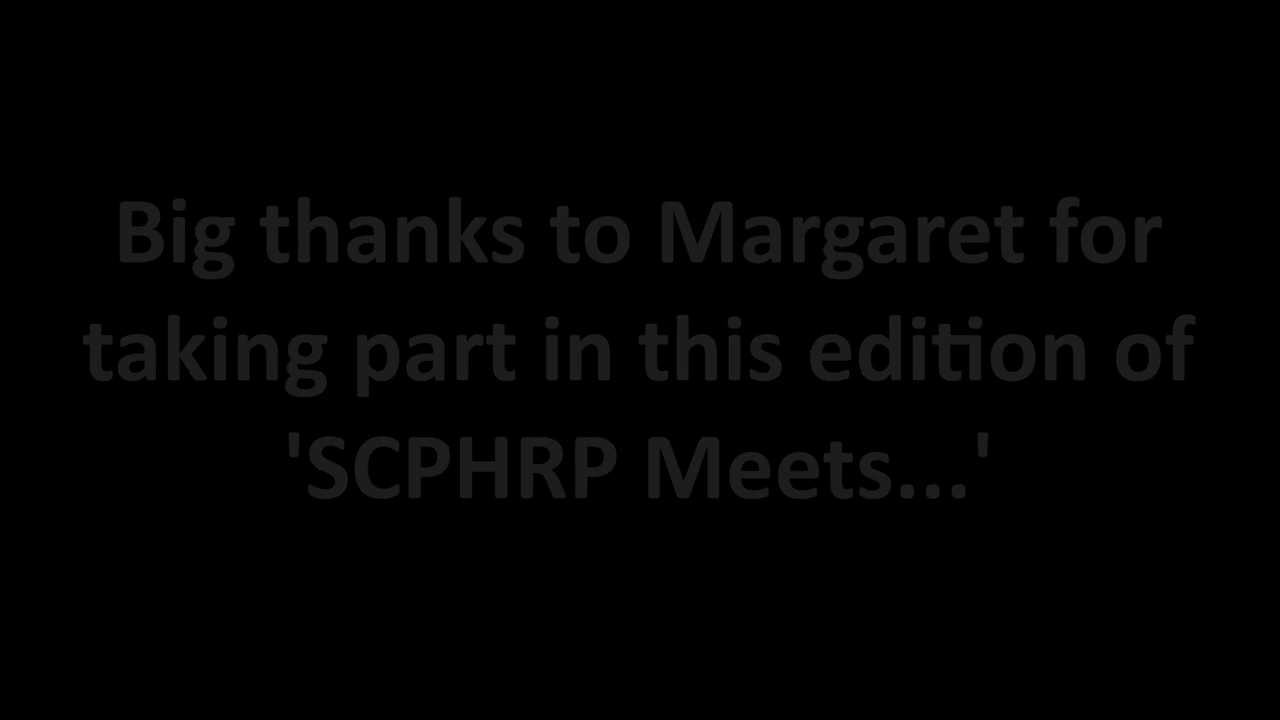 Big thanks to Margaret for
taking part in this edition of
'SCPHRP Meets...'